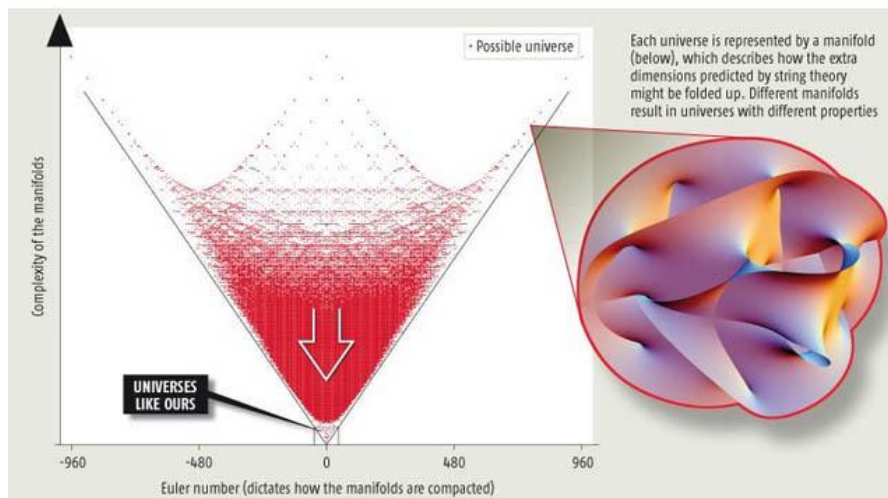 • Possible universe
Each universe is represented by a manifold
(below), which describes how the extra
dimensions predicted by string theory
might be folded up. Different manifolds
result in universes with different properties
Complexity of the manifolds
UNIVERSES
LIKE OURS
-960
-480
0
480
960
Euler number (dictates how the manifolds are compacted)